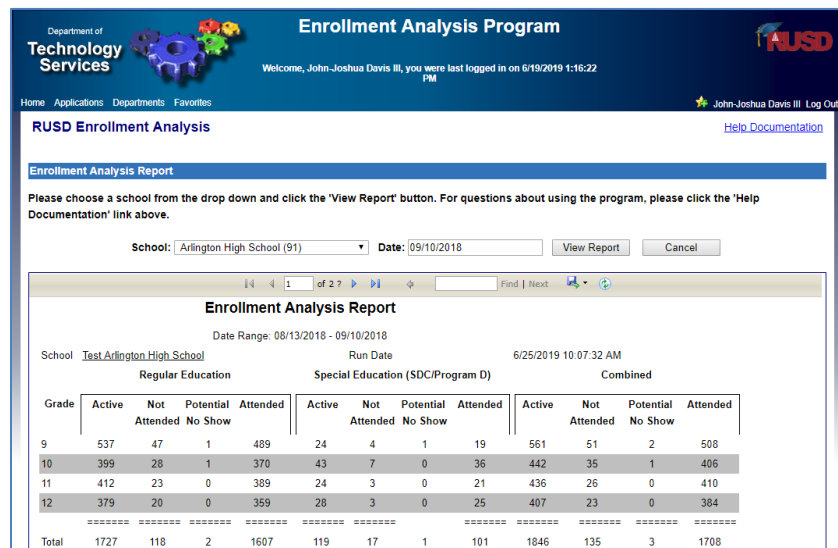 Department of
Technology
Services
Enrollment Analysis Program
Welcome, John-Joshua Davis III, you were last logged in on 6/19/2019 1:16:22
PM
RUSD
Home Applications Departments Favorites
John-Joshua Davis III Log Out
RUSD Enrollment Analysis
Help Documentation
Enrollment Analysis Report
Please choose a school from the drop down and click the 'View Report' button. For questions about using the program, please click the 'Help
Documentation' link above.
School: Arlington High School (91) Date: 09/10/2018 View Report Cancel
1 of 2 ? Find | Next
Enrollment Analysis Report
Date Range: 08/13/2018 - 09/10/2018
School Test Arlington High School Run Date 6/25/2019 10:07:32 AM
Regular Education Special Education (SDC/Program D) Combined
Grade Active Not Potential Attended Active Not Potential Attended Active Not Potential Attended
Attended No Show Attended No Show Attended No Show
9 537 47 1 489 24 4 1 19 561 51 2 508
10 399 28 1 370 43 7 0 36 442 35 1 406
11 412 23 0 389 24 3 0 21 436 26 0 410
12 379 20 0 359 28 3 0 25 407 23 0 384
======= ======= ======= ======= ======= ======= ======= ======= =======
Total 1727 118 2 1607 119 17 1 101 1846 135 3 1708